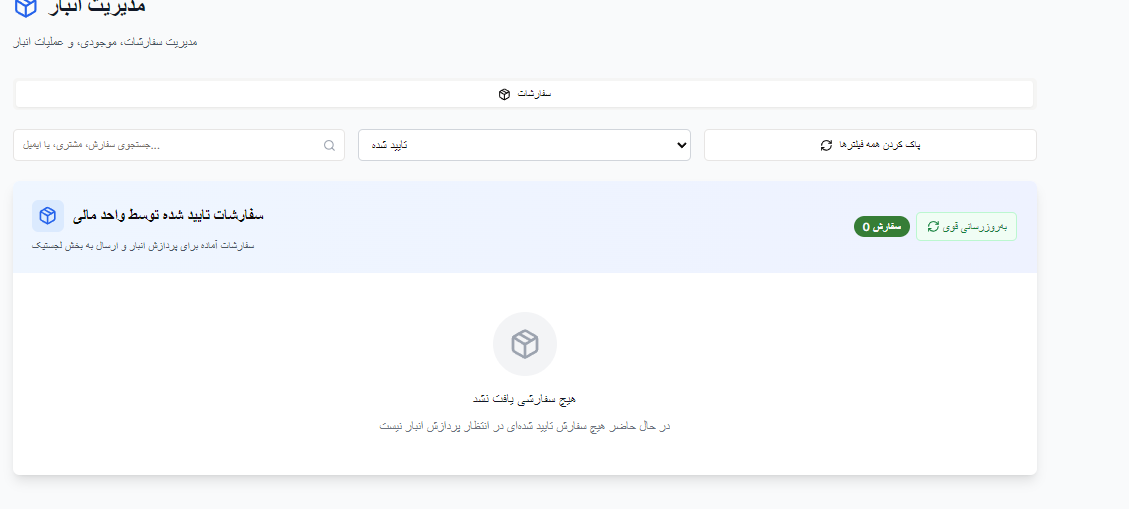 مدیریت انبار
مدیریت سفارشات، موجودی، و عملیات انبار
سفارشات
جستجوی سفارش، مشتری، یا ایمیل...
تایید شده
پاک کردن همه فیلترها
سفارشات تایید شده توسط واحد مالی
سفارشات آماده برای پردازش انبار و ارسال به بخش لجستیک
0 سفارش
به‌روزرسانی قوی
هیچ سفارشی یافت نشد
در حال حاضر هیچ سفارش تایید شده‌ای در انتظار پردازش انبار نیست